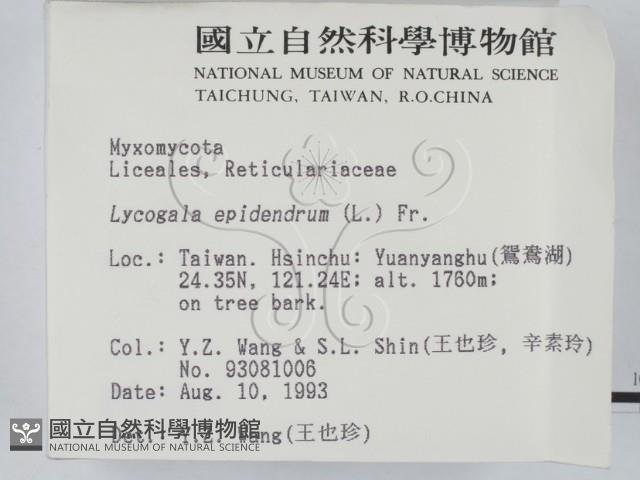 國立自然科學博物館
NATIONAL MUSEUM OF NATURAL SCIENCE
TAICHUNG, TAIWAN, R.O.CHINA
Myxomycota
Liceales, Reticulariaceae
Lycogala epidendrum (L.) Fr.
Loc.: Taiwan. Hsinchu: Yuanyanghu(鴛鴦湖)
24.35N, 121.24E; alt. 1760m;
on tree bark.
Col.: Y.Z. Wang & S.L. Shin(王也珍, 辛素玲)
No. 93081006
Date: Aug. 10, 1993
Det.: Y.Z. Wang(王也珍)
國立自然科學博物館
NATIONAL MUSEUM OF NATURAL SCIENCE